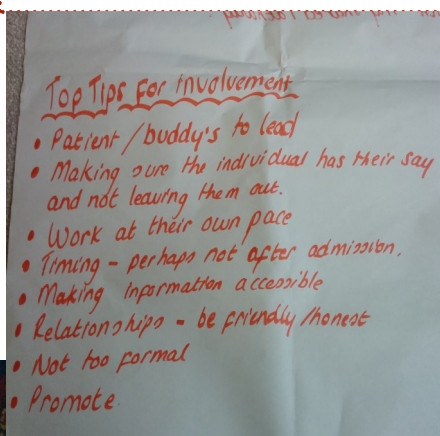 Top Tips for involvement
• Patient / buddy's to lead
• Making sure the individual has their say
and not leaving them out.
• Work at their own pace
• Timing - perhaps not after admission.
• Making information accessible
• Relationships - be friendly /honest
• Not too formal
• Promote.